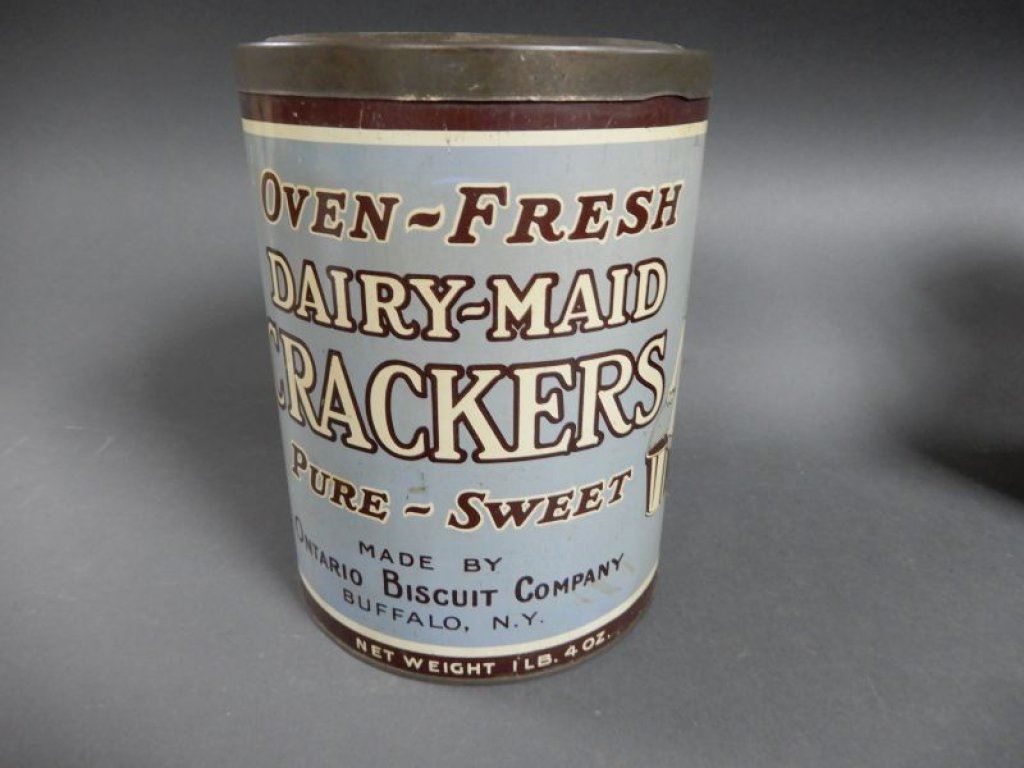 OVEN~FRESH
DAIRY-MAID
CRACKERS
PURE ~ SWEET
MADE BY
ONTARIO BISCUIT COMPANY
BUFFALO, N.Y.
NET WEIGHT 1 LB. 4 OZ.